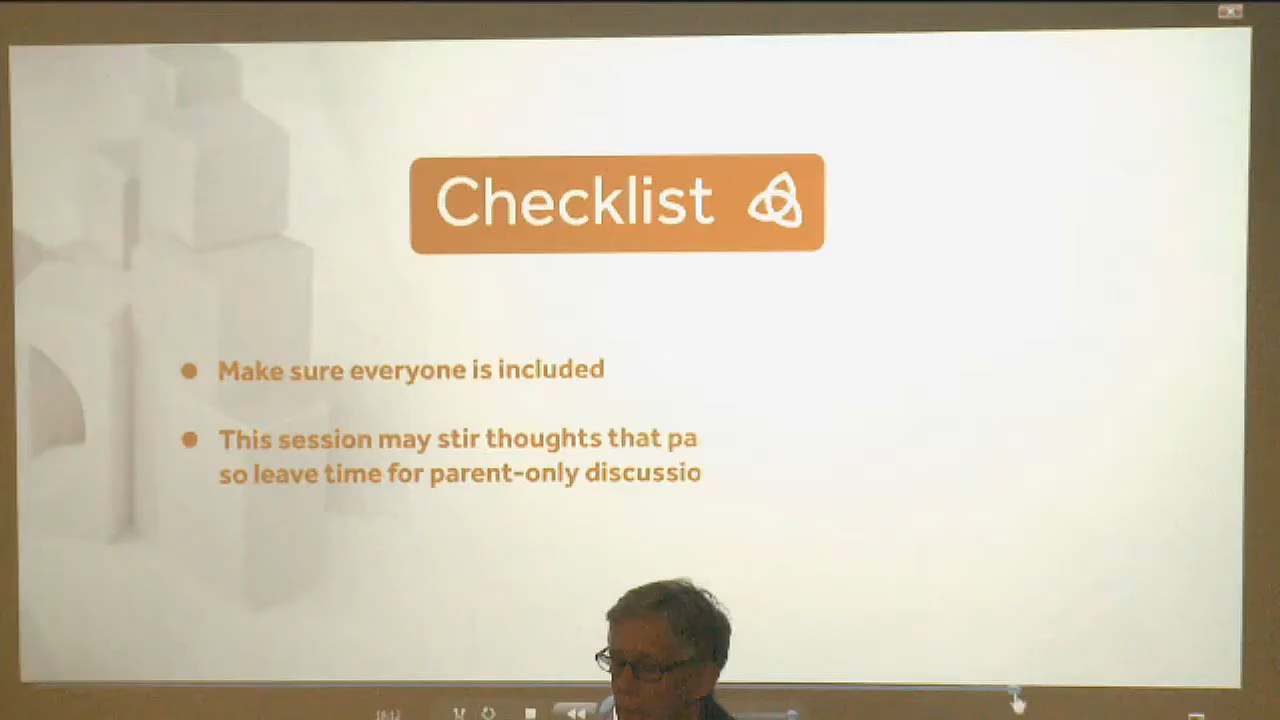 Checklist
Make sure everyone is included
This session may stir thoughts that pa
so leave time for parent-only discussio